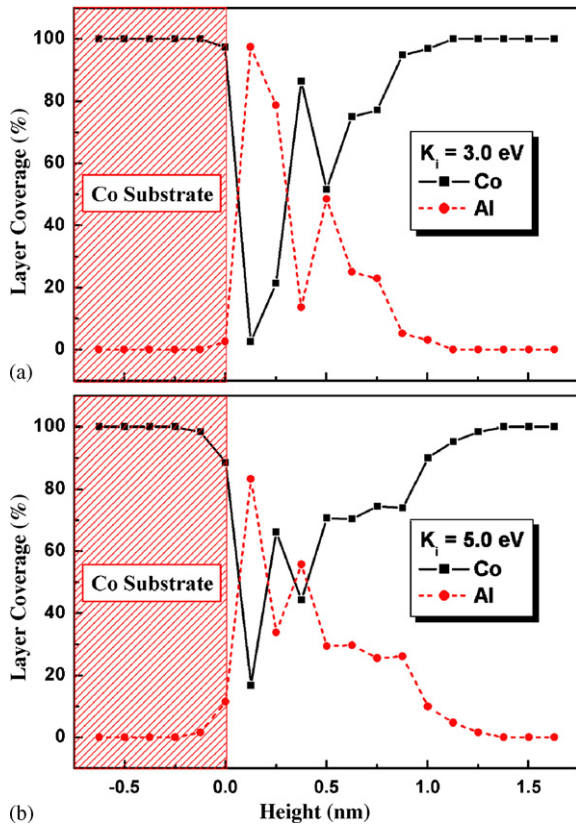 100
80
60
40
20
0
Layer Coverage (%)
Co Substrate
K_i = 3.0 eV
Co
Al
(a)
100
80
60
40
20
0
Layer Coverage (%)
Co Substrate
K_i = 5.0 eV
Co
Al
-0.5 0.0 0.5 1.0 1.5
(b) Height (nm)